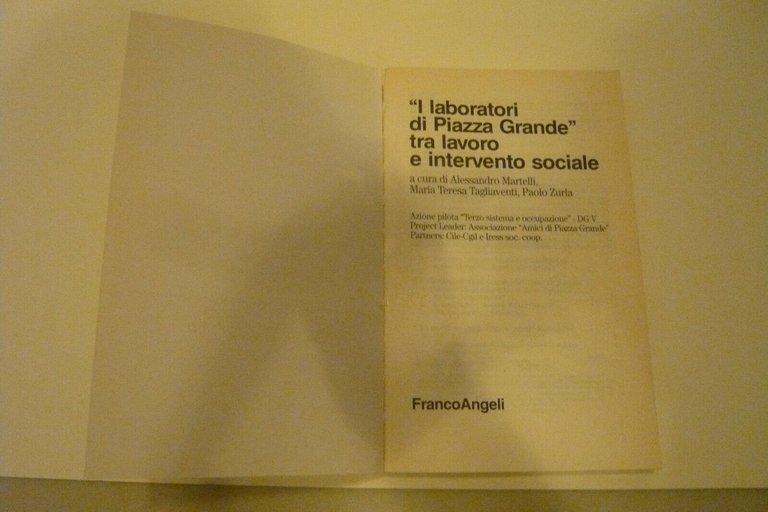 “I laboratori
di Piazza Grande”
tra lavoro
e intervento sociale
a cura di Alessandro Martelli,
Maria Teresa Tagliaventi, Paolo Zurla
Azione pilota “Terzo sistema e occupazione” - DG V
Project Leader: Associazione “Amici di Piazza Grande”
Partners: Cile-Cgil e Iress soc. coop.
FrancoAngeli